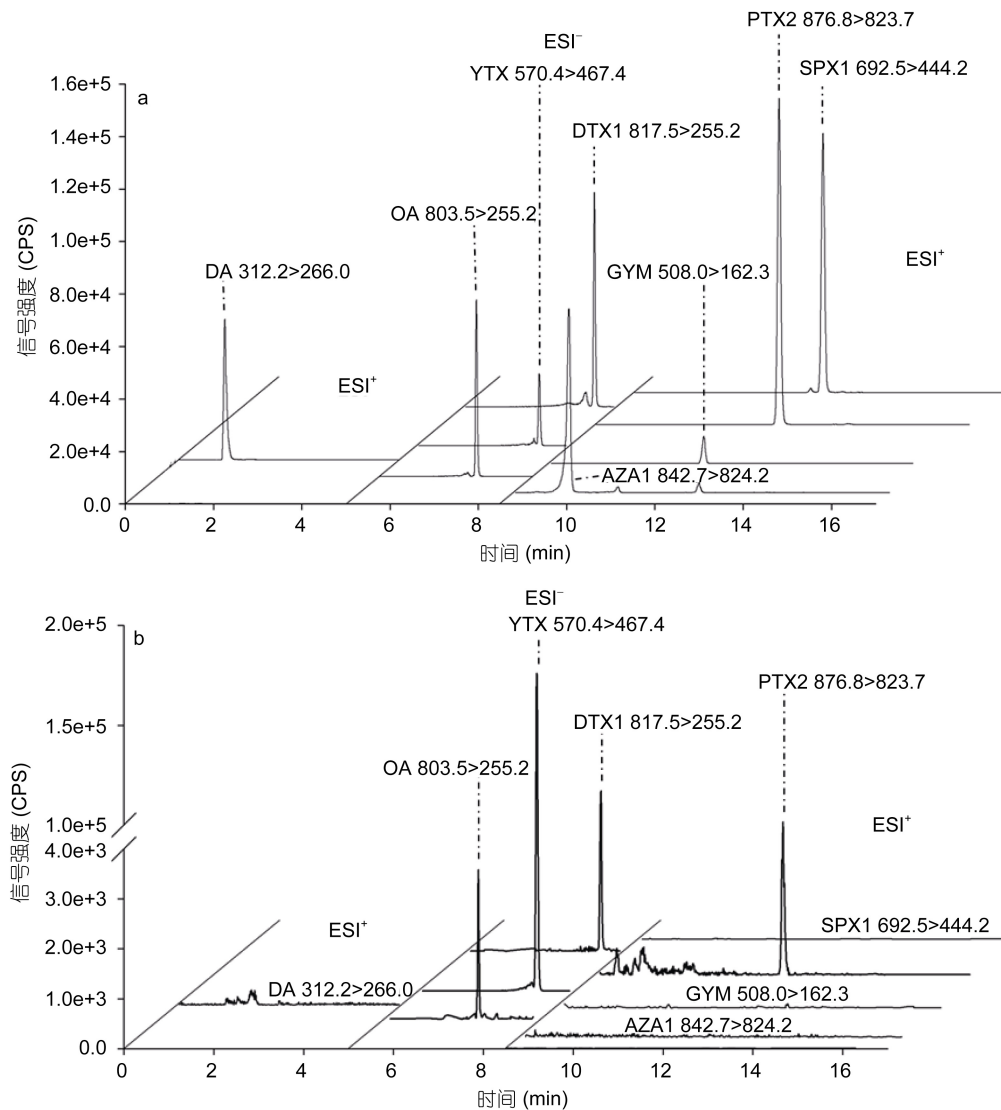 PTX2 876.8>823.7
ESI⁻
YTX 570.4>467.4
SPX1 692.5>444.2
1.6e+5
a
1.4e+5
DTX1 817.5>255.2
1.2e+5
OA 803.5>255.2
1.0e+5
DA 312.2>266.0
GYM 508.0>162.3
ESI⁺
8.0e+4
6.0e+4
ESI⁺
4.0e+4
2.0e+4
AZA1 842.7>824.2
0.0
信号强度 (CPS)
0 2 4 6 8 10 12 14 16
时间 (min)
ESI⁻
2.0e+5
b
YTX 570.4>467.4
PTX2 876.8>823.7
1.5e+5
DTX1 817.5>255.2
OA 803.5>255.2
1.0e+5
ESI⁺
4.0e+3
3.0e+3
ESI⁺
SPX1 692.5>444.2
2.0e+3
DA 312.2>266.0
GYM 508.0>162.3
1.0e+3
AZA1 842.7>824.2
0.0
信号强度 (CPS)
0 2 4 6 8 10 12 14 16
时间 (min)